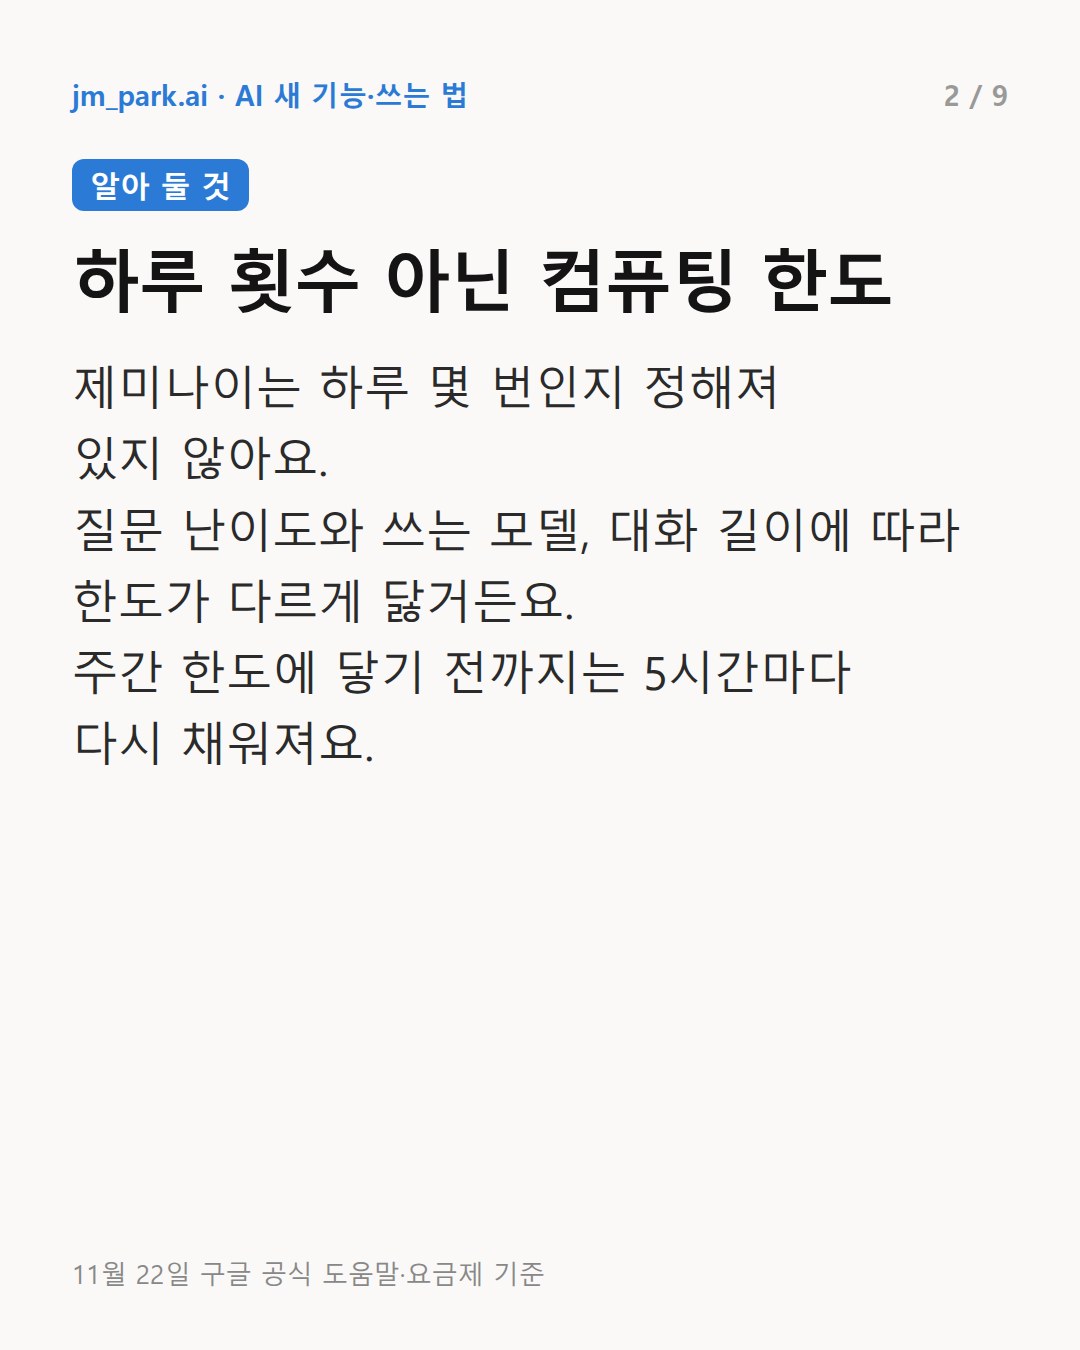 jm_park.ai · AI 새 기능·쓰는 법
2 / 9
알아 둘 것
하루 횟수 아닌 컴퓨팅 한도
제미나이는 하루 몇 번인지 정해져
있지 않아요.
질문 난이도와 쓰는 모델, 대화 길이에 따라
한도가 다르게 닳거든요.
주간 한도에 닿기 전까지는 5시간마다
다시 채워져요.
11월 22일 구글 공식 도움말·요금제 기준